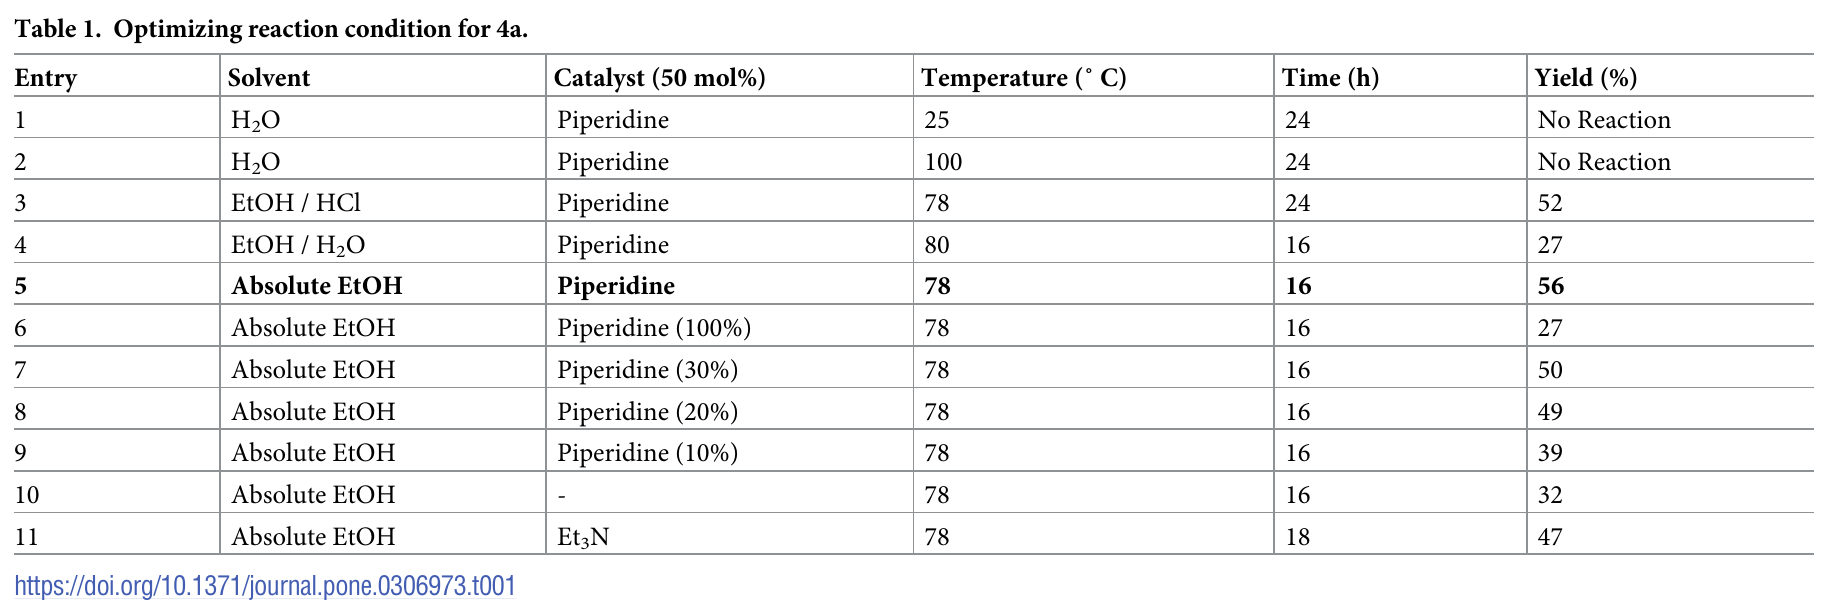 Table 1. Optimizing reaction condition for 4a.
Entry Solvent Catalyst (50 mol%) Temperature (˚ C) Time (h) Yield (%)
1 H₂O Piperidine 25 24 No Reaction
2 H₂O Piperidine 100 24 No Reaction
3 EtOH / HCl Piperidine 78 24 52
4 EtOH / H₂O Piperidine 80 16 27
5 Absolute EtOH Piperidine 78 16 56
6 Absolute EtOH Piperidine (100%) 78 16 27
7 Absolute EtOH Piperidine (30%) 78 16 50
8 Absolute EtOH Piperidine (20%) 78 16 49
9 Absolute EtOH Piperidine (10%) 78 16 39
10 Absolute EtOH - 78 16 32
11 Absolute EtOH Et₃N 78 18 47
https://doi.org/10.1371/journal.pone.0306973.t001